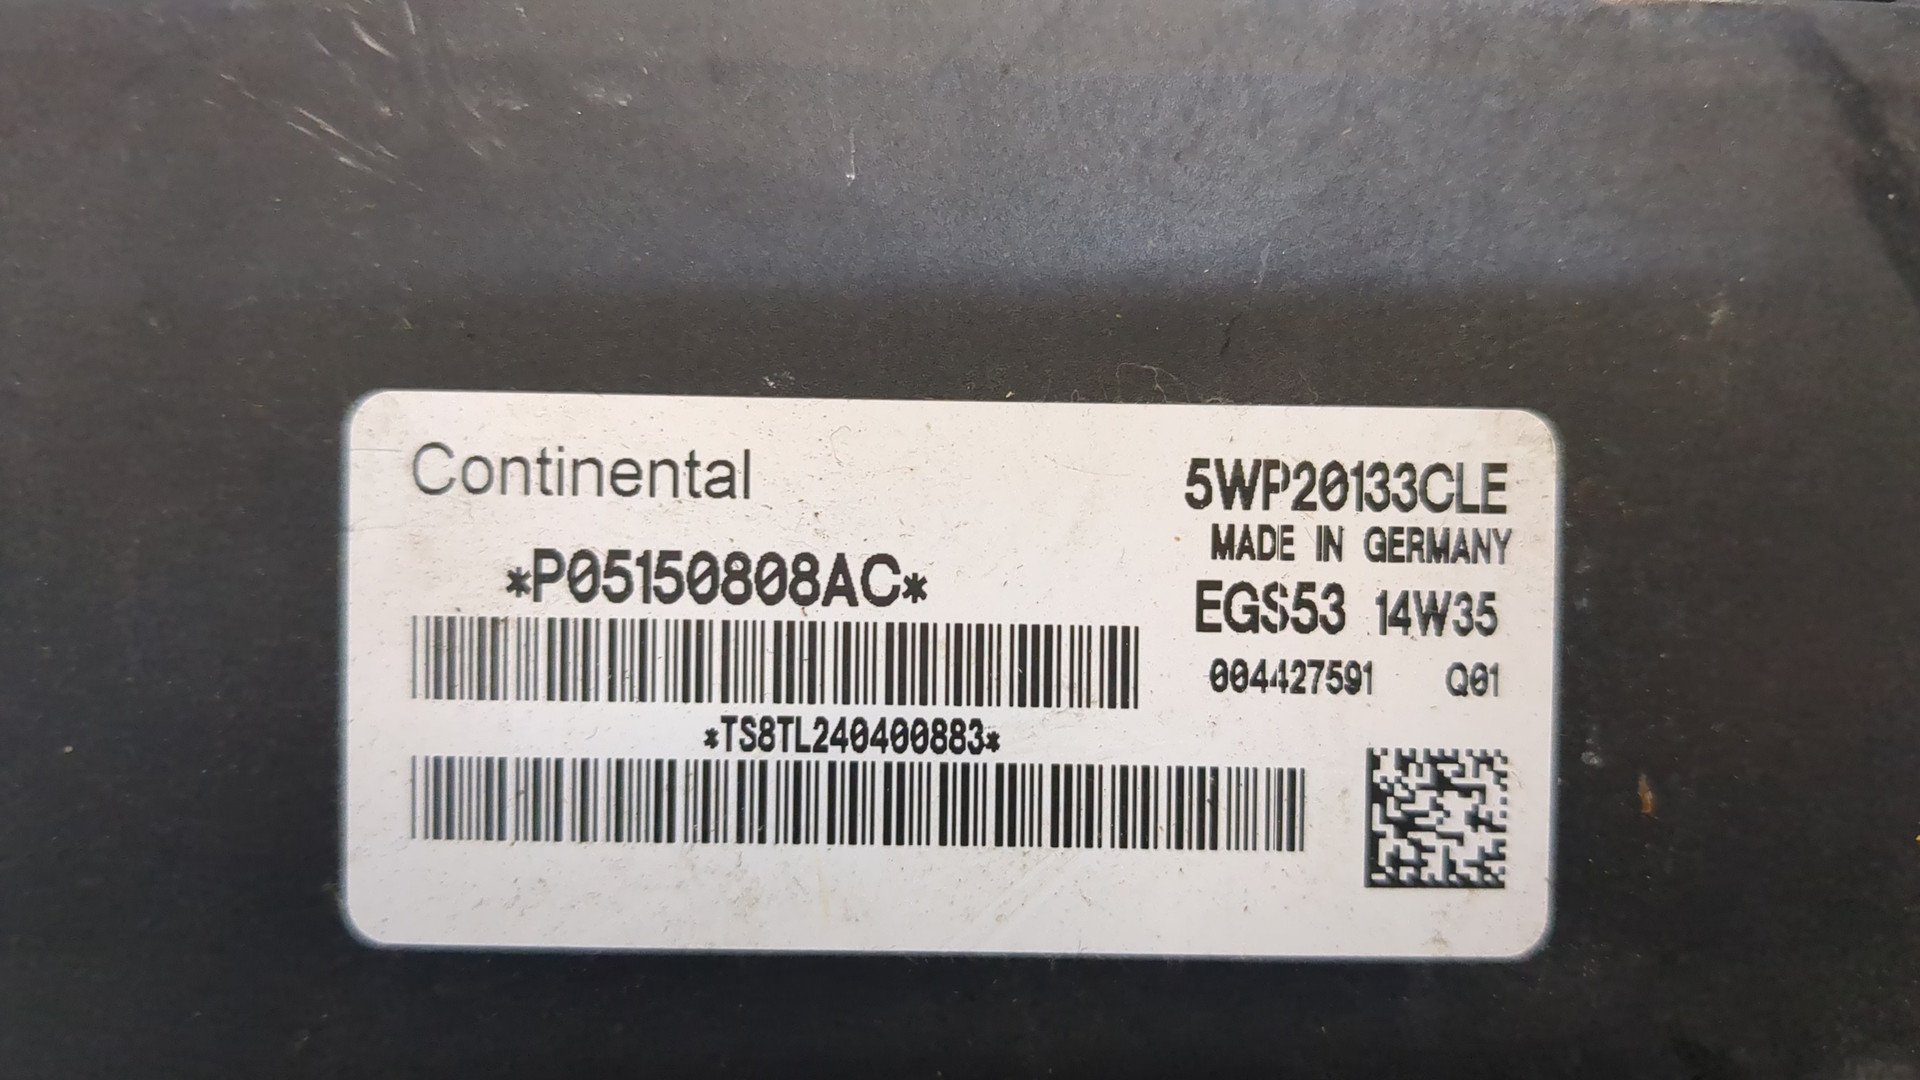 Continental
5WP20133CLE
MADE IN GERMANY
*P05150808AC*
EGS53 14W35
004427591 Q01
*TS8TL240400883*